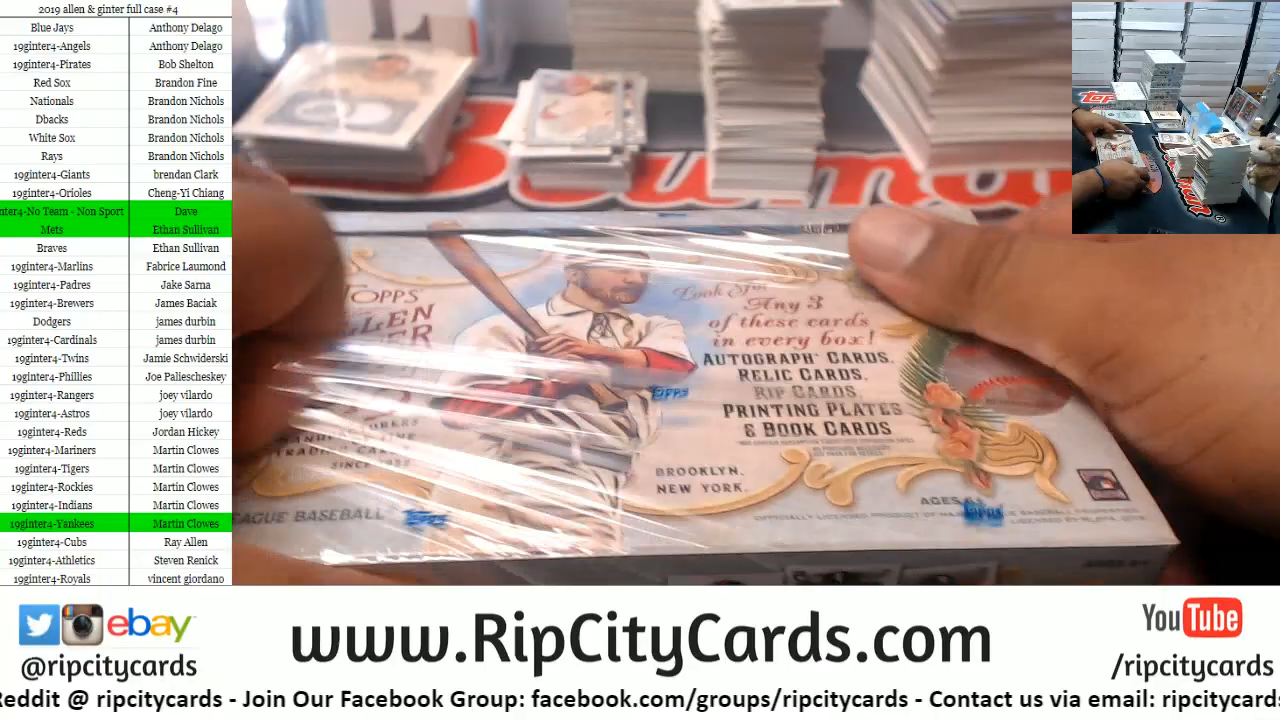 2019 allen & ginter full case #4
Blue Jays Anthony Delago
19ginter4-Angels Anthony Delago
19ginter4-Pirates Bob Shelton
Red Sox Brandon Fine
Nationals Brandon Nichols
Dbacks Brandon Nichols
White Sox Brandon Nichols
Rays Brandon Nichols
19ginter4-Giants brendan Clark
19ginter4-Orioles Cheng-Yi Chiang
nter4-No Team - Non Sport Dave
Mets Ethan Sullivan
Braves Ethan Sullivan
19ginter4-Marlins Fabrice Laumond
19ginter4-Padres Jake Sarna
19ginter4-Brewers James Baciak
Dodgers james durbin
19ginter4-Cardinals james durbin
19ginter4-Twins Jamie Schwiderski
19ginter4-Phillies Joe Paliescheskey
19ginter4-Rangers joey vilardo
19ginter4-Astros joey vilardo
19ginter4-Reds Jordan Hickey
19ginter4-Mariners Martin Clowes
19ginter4-Tigers Martin Clowes
19ginter4-Rockies Martin Clowes
19ginter4-Indians Martin Clowes
19ginter4-Yankees Martin Clowes
19ginter4-Cubs Ray Allen
19ginter4-Athletics Steven Renick
19ginter4-Royals vincent giordano
TOPPS
Look For
Any 3
of these cards
in every box!
AUTOGRAPH CARDS,
RELIC CARDS,
RIP CARDS,
PRINTING PLATES
& BOOK CARDS
BROOKLYN,
NEW YORK.
SINCE
AGUE BASEBALL
AGES 6+
ebay
@ripcitycards
www.RipCityCards.com
YouTube
/ripcitycards
Reddit @ ripcitycards - Join Our Facebook Group: facebook.com/groups/ripcitycards - Contact us via email: ripcitycards